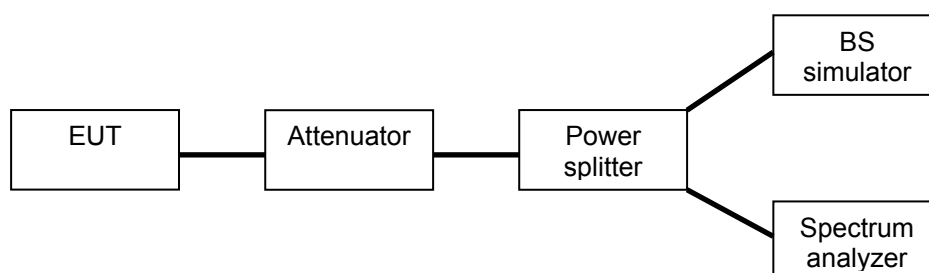 BS
simulator
EUT
Attenuator
Power
splitter
Spectrum
analyzer